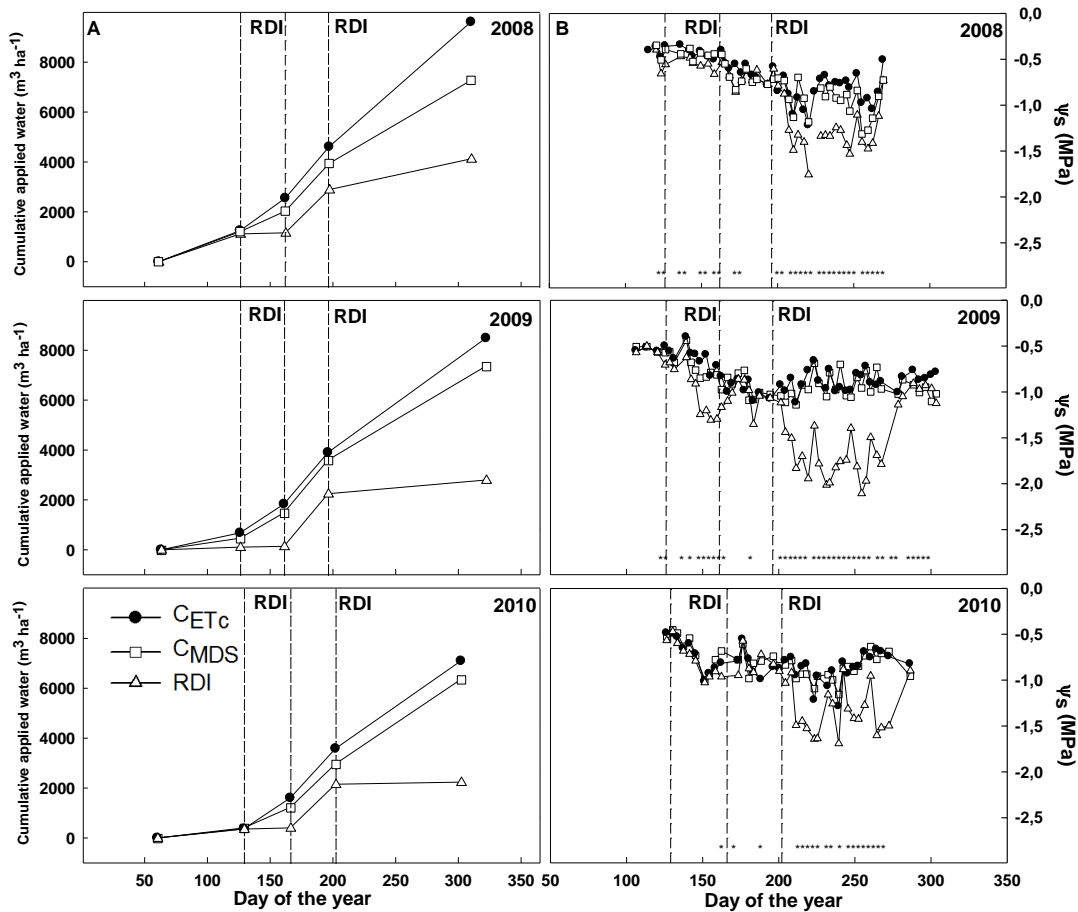 A
RDI
RDI
2008
Cumulative applied water (m³ ha⁻¹)
8000
6000
4000
2000
0
B
RDI
RDI
2008
0,0
-0,5
-1,0
-1,5
-2,0
-2,5
ψs (MPa)
** ** ** ** ** ** ****** ********* ******
RDI
RDI
2009
Cumulative applied water (m³ ha⁻¹)
8000
6000
4000
2000
0
RDI
RDI
2009
0,0
-0,5
-1,0
-1,5
-2,0
-2,5
ψs (MPa)
RDI
RDI
2010
CETc
CMDS
RDI
Cumulative applied water (m³ ha⁻¹)
8000
6000
4000
2000
0
50 100 150 200 250 300 350
Day of the year
RDI
RDI
2010
0,0
-0,5
-1,0
-1,5
-2,0
-2,5
ψs (MPa)
50 100 150 200 250 300 350
Day of the year